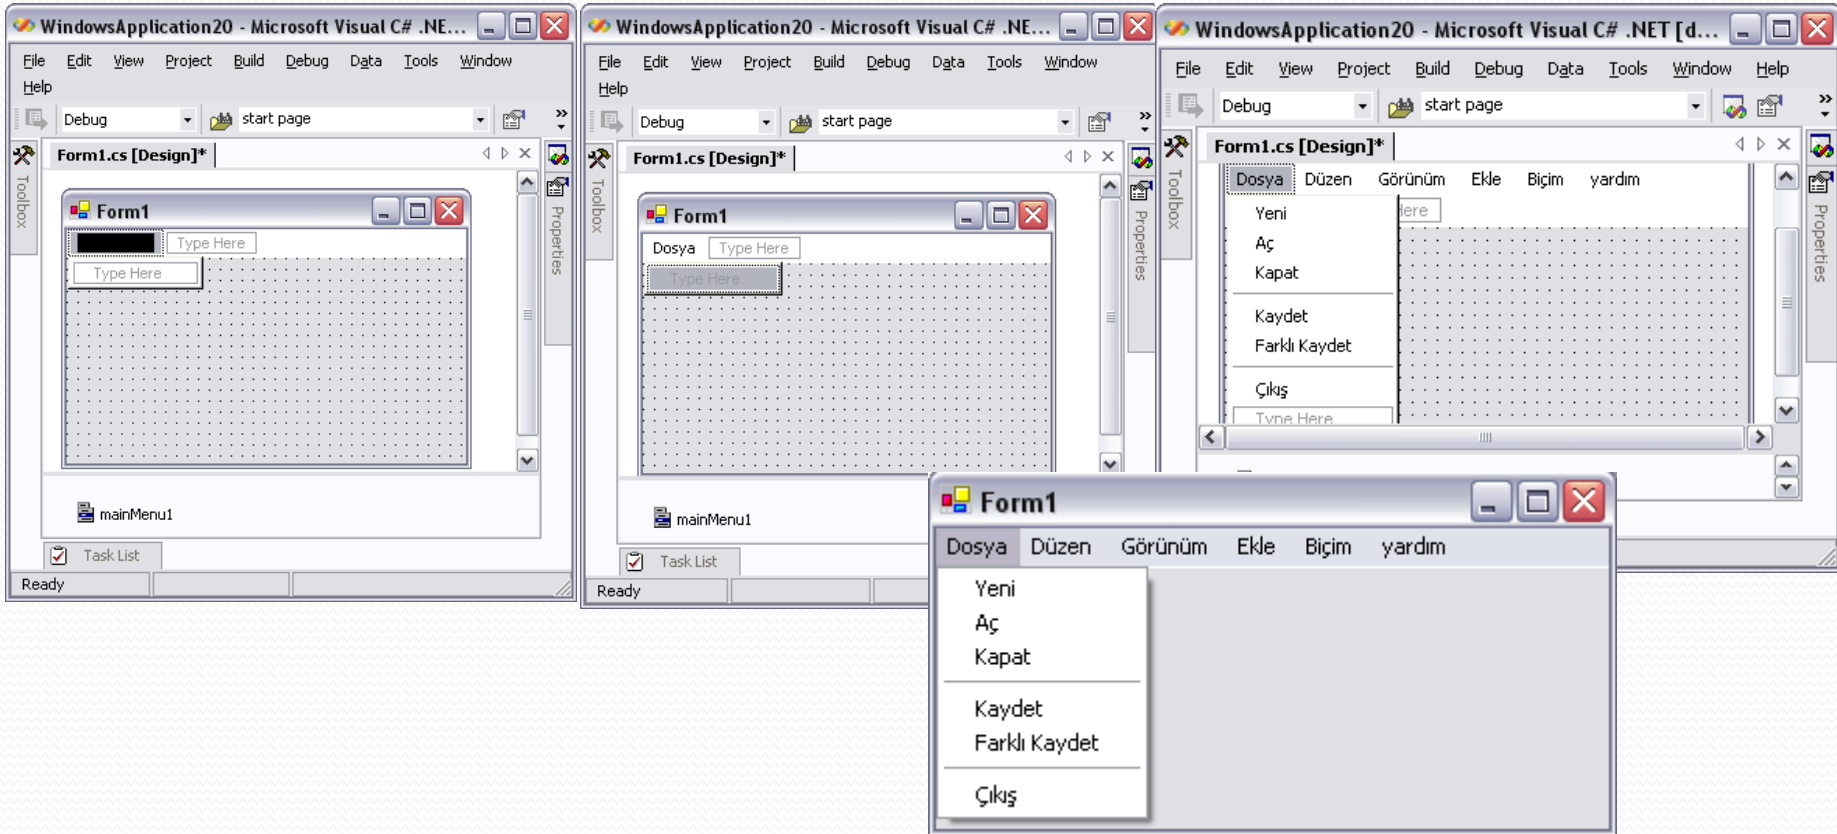 WindowsApplication20 - Microsoft Visual C# .NE...
File Edit View Project Build Debug Data Tools Window
Help
Debug start page
Form1.cs [Design]*
Toolbox
Properties
Form1
Type Here
Type Here
mainMenu1
Task List
Ready
WindowsApplication20 - Microsoft Visual C# .NE...
File Edit View Project Build Debug Data Tools Window
Help
Debug start page
Form1.cs [Design]*
Toolbox
Properties
Form1
Dosya Type Here
Type Here
mainMenu1
Task List
Ready
WindowsApplication20 - Microsoft Visual C# .NET [d...
File Edit View Project Build Debug Data Tools Window Help
Debug start page
Form1.cs [Design]*
Toolbox
Properties
Dosya Düzen Görünüm Ekle Biçim yardım
Yeni Here
Aç
Kapat
Kaydet
Farklı Kaydet
Çıkış
Type Here
Form1
Dosya Düzen Görünüm Ekle Biçim yardım
Yeni
Aç
Kapat
Kaydet
Farklı Kaydet
Çıkış